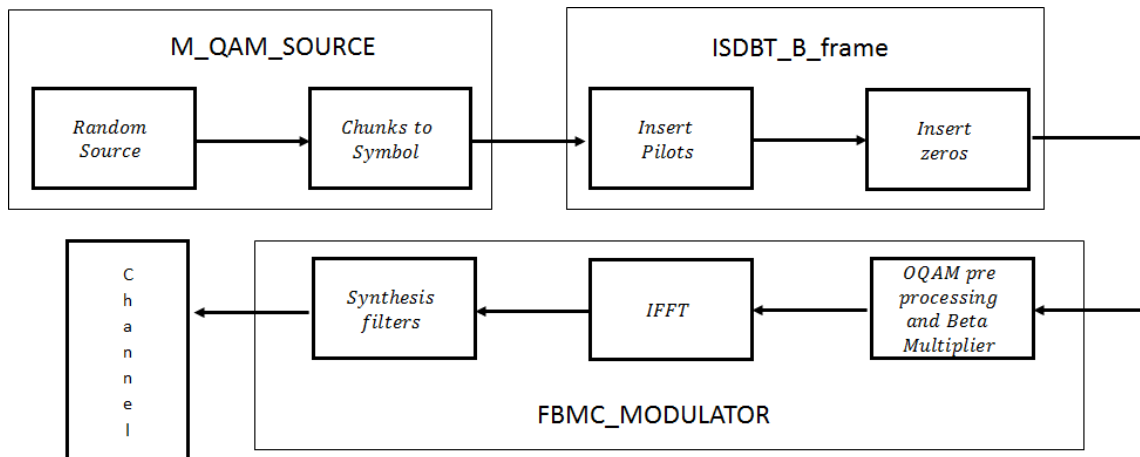 M_QAM_SOURCE
Random
Source
Chunks to
Symbol
ISDBT_B_frame
Insert
Pilots
Insert
zeros
C
h
a
n
n
e
l
Synthesis
filters
IFFT
OQAM pre
processing
and Beta
Multiplier
FBMC_MODULATOR